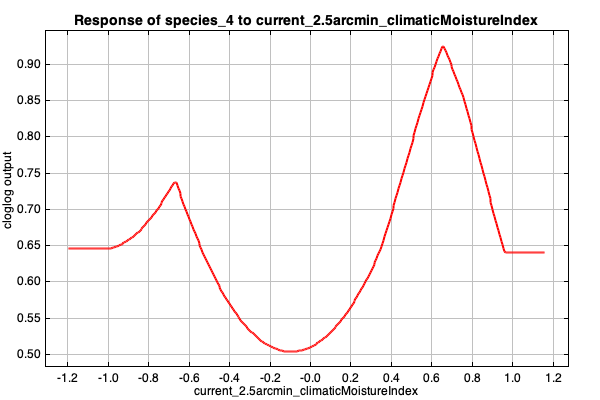 Response of species_4 to current_2.5arcmin_climaticMoistureIndex
cloglog output
0.90
0.85
0.80
0.75
0.70
0.65
0.60
0.55
0.50
-1.2 -1.0 -0.8 -0.6 -0.4 -0.2 -0.0 0.2 0.4 0.6 0.8 1.0 1.2
current_2.5arcmin_climaticMoistureIndex